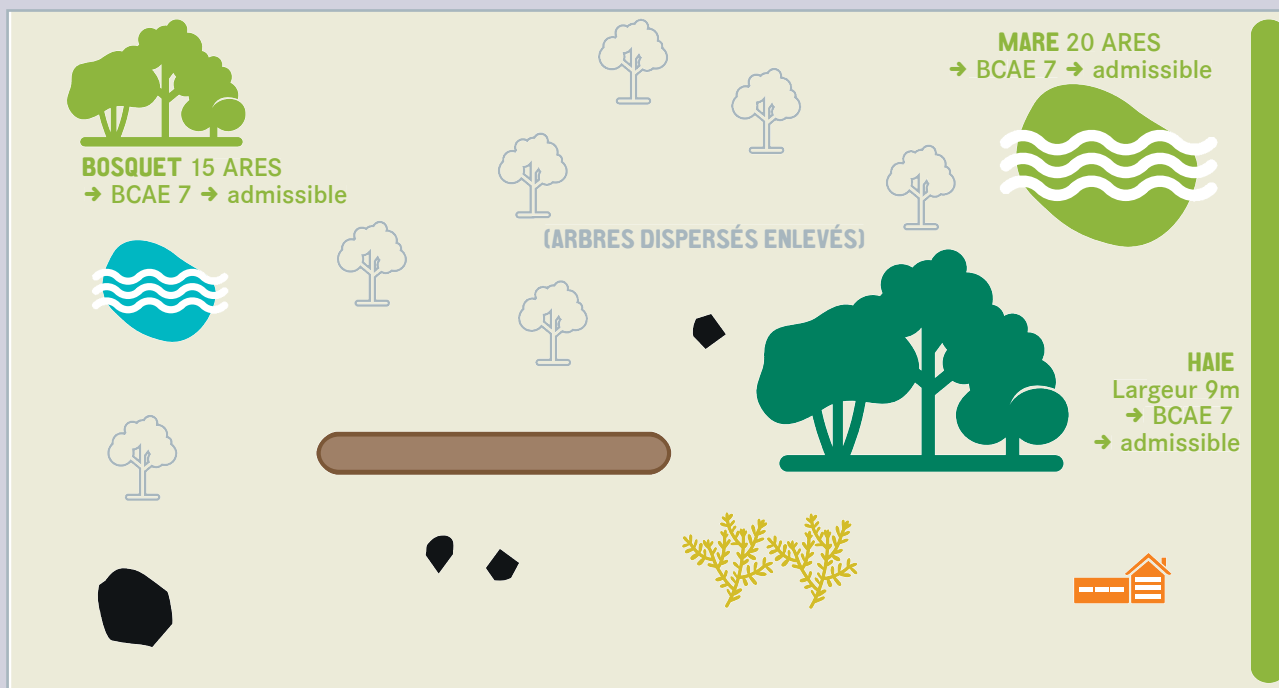 MARE 20 ARES
➔ BCAE 7 ➔ admissible
BOSQUET 15 ARES
➔ BCAE 7 ➔ admissible
(ARBRES DISPERSÉS ENLEVÉS)
HAIE
Largeur 9m
➔ BCAE 7
➔ admissible